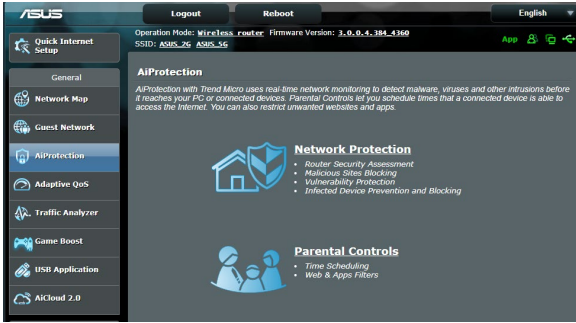 ASUS
Logout
Reboot
English
Quick Internet
Setup
Operation Mode: Wireless router Firmware Version: 3.0.0.4.384_4360
SSID: ASUS_2G ASUS_5G
App
General
Network Map
Guest Network
AiProtection
Adaptive QoS
Traffic Analyzer
Game Boost
USB Application
AiCloud 2.0
AiProtection
AiProtection with Trend Micro uses real-time network monitoring to detect malware, viruses and other intrusions before
it reaches your PC or connected devices. Parental Controls let you schedule times that a connected device is able to
access the Internet. You can also restrict unwanted websites and apps.
Network Protection
• Router Security Assessment
• Malicious Sites Blocking
• Vulnerability Protection
• Infected Device Prevention and Blocking
Parental Controls
• Time Scheduling
• Web & Apps Filters